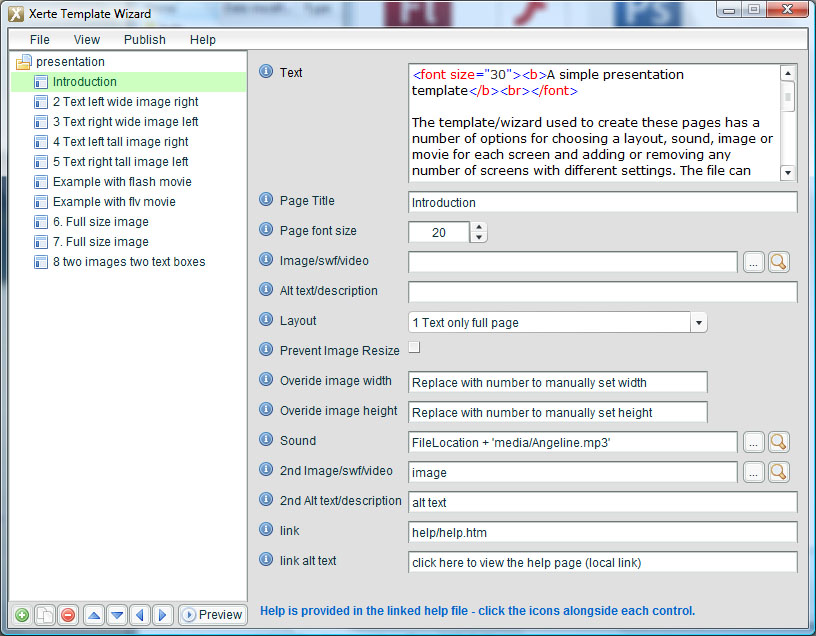 Xerte Template Wizard
File View Publish Help
presentation
Introduction
2 Text left wide image right
3 Text right wide image left
4 Text left tall image right
5 Text right tall image left
Example with flash movie
Example with flv movie
6. Full size image
7. Full size image
8 two images two text boxes
Preview
Text
<font size="30"><b>A simple presentation
template</b><br></font>
The template/wizard used to create these pages has a
number of options for choosing a layout, sound, image or
movie for each screen and adding or removing any
number of screens with different settings. The file can
Page Title Introduction
Page font size 20
Image/swf/video ...
Alt text/description
Layout 1 Text only full page
Prevent Image Resize
Overide image width Replace with number to manually set width
Overide image height Replace with number to manually set height
Sound FileLocation + 'media/Angeline.mp3' ...
2nd Image/swf/video image ...
2nd Alt text/description alt text
link help/help.htm
link alt text click here to view the help page (local link)
Help is provided in the linked help file - click the icons alongside each control.